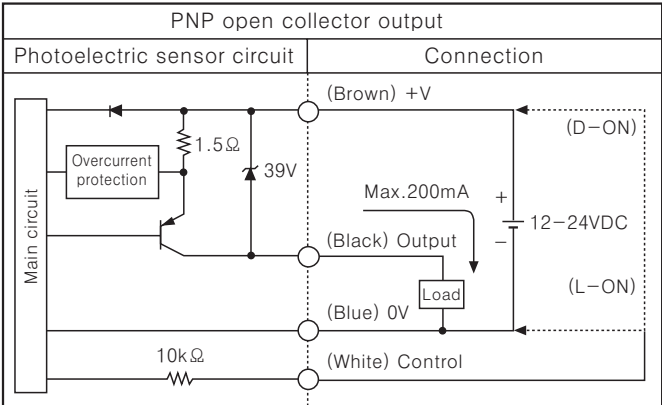 PNP open collector output
Photoelectric sensor circuit
Connection
(Brown) +V
(D-ON)
1.5Ω
Overcurrent
protection
39V
Max.200mA
Main circuit
+
12-24VDC
-
(Black) Output
Load
(L-ON)
(Blue) 0V
10kΩ
(White) Control